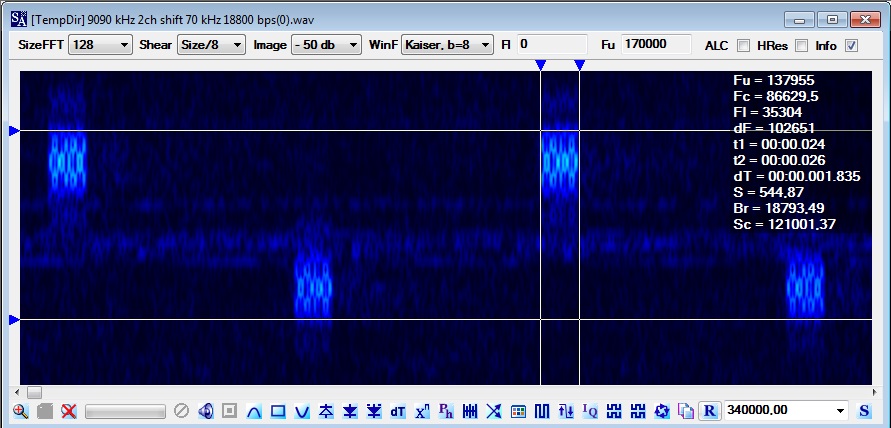 SA [TempDir] 9090 kHz 2ch shift 70 kHz 18800 bps(0).wav
SizeFFT 128 Shear Size/8 Image - 50 db WinF Kaiser, b=8 Fl 0 Fu 170000 ALC HRes Info
Fu = 137955
Fc = 86629,5
Fl = 35304
dF = 102651
t1 = 00:00.024
t2 = 00:00.026
dT = 00:00.001.835
S = 544.87
Br = 18793,49
Sc = 121001,37
dT Xⁿ Ph IQ R 340000,00 S